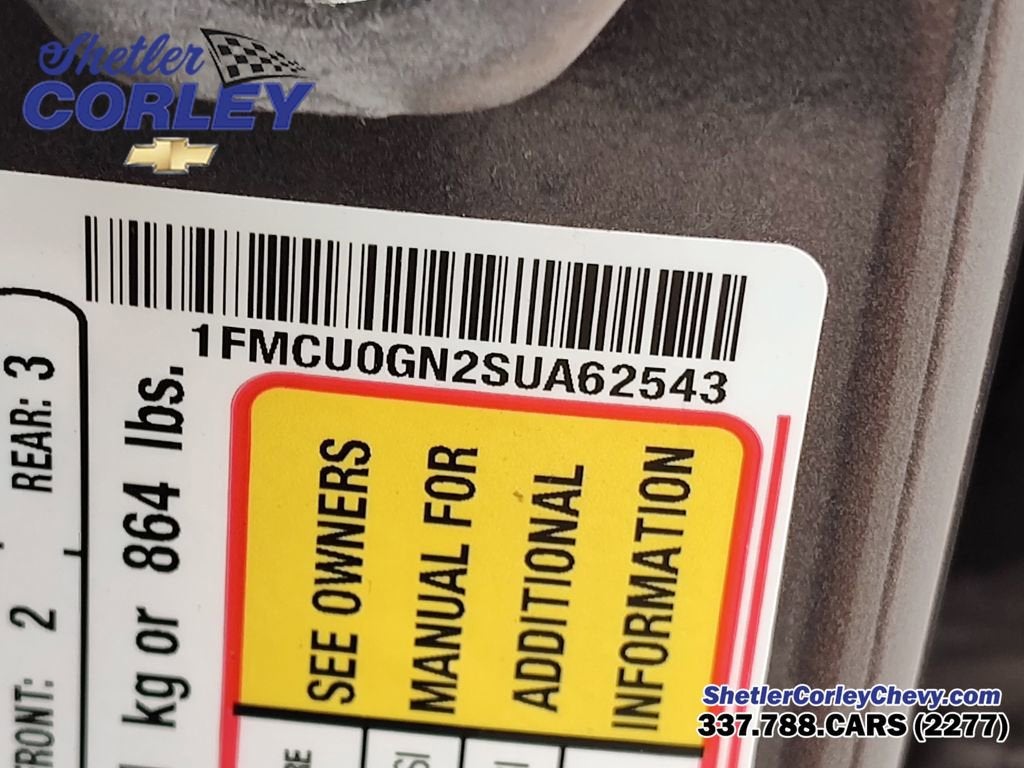 Shetler
CORLEY
1FMCU0GN2SUA62543
REAR: 3
FRONT: 2
kg or 864 lbs.
SEE OWNERS
MANUAL FOR
ADDITIONAL
INFORMATION
ShetlerCorleyChevy.com
337.788.CARS (2277)